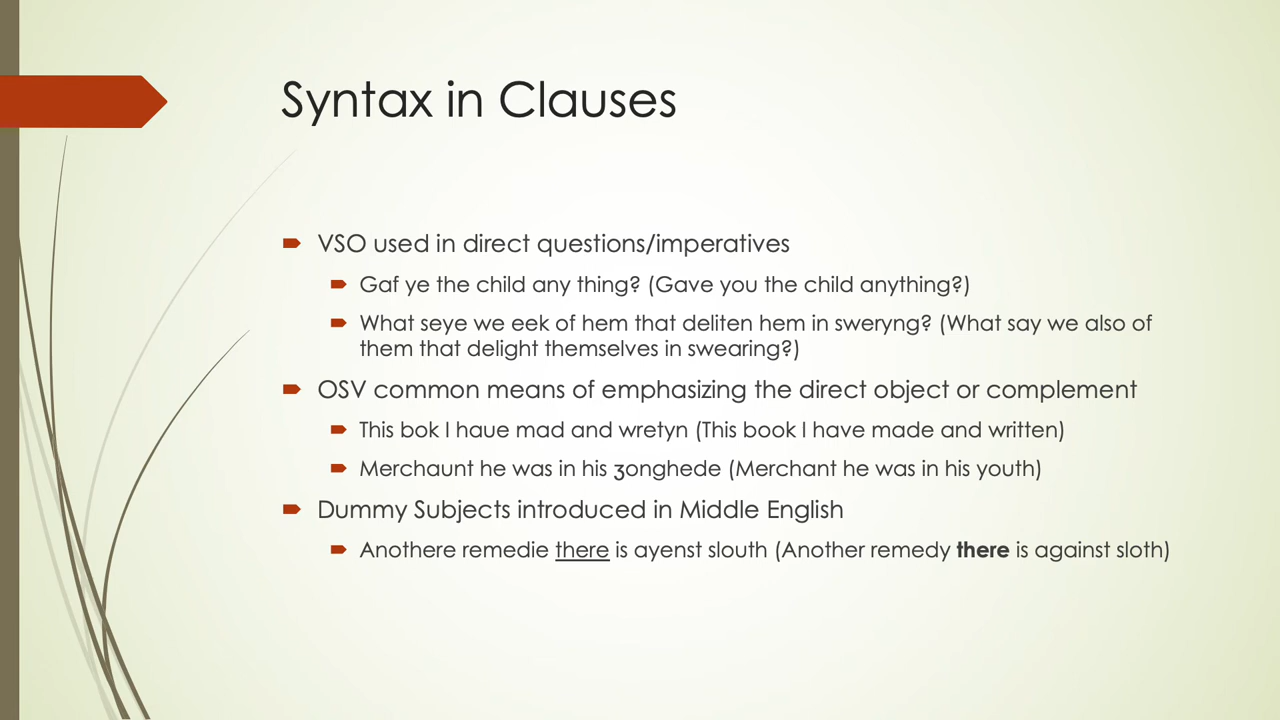 Syntax in Clauses
VSO used in direct questions/imperatives
Gaf ye the child any thing? (Gave you the child anything?)
What seye we eek of hem that deliten hem in sweryng? (What say we also of
them that delight themselves in swearing?)
OSV common means of emphasizing the direct object or complement
This bok I haue mad and wretyn (This book I have made and written)
Merchaunt he was in his ʒonghede (Merchant he was in his youth)
Dummy Subjects introduced in Middle English
Anothere remedie there is ayenst slouth (Another remedy there is against sloth)